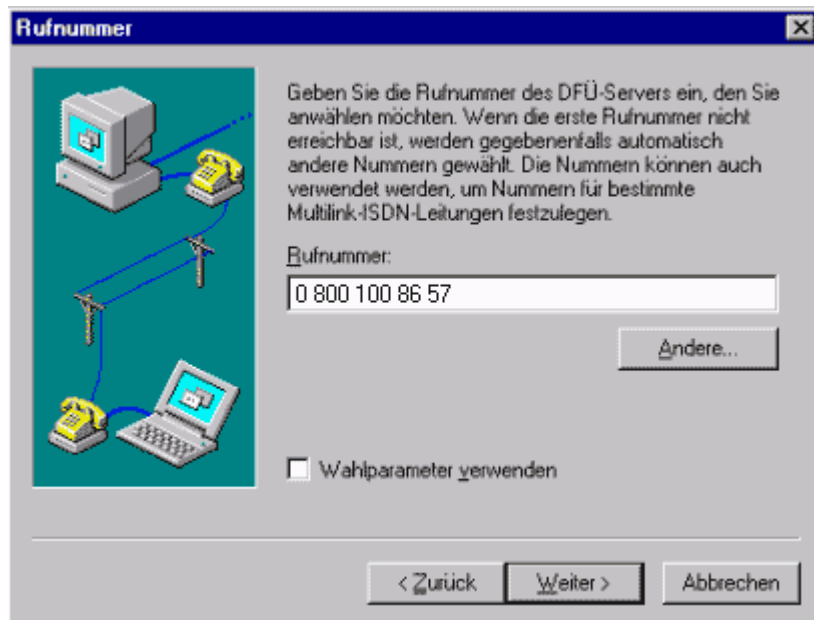 Rufnummer
Geben Sie die Rufnummer des DFÜ-Servers ein, den Sie
anwählen möchten. Wenn die erste Rufnummer nicht
erreichbar ist, werden gegebenenfalls automatisch
andere Nummern gewählt. Die Nummern können auch
verwendet werden, um Nummern für bestimmte
Multilink-ISDN-Leitungen festzulegen.
Rufnummer:
0 800 100 86 57
Andere...
Wahlparameter verwenden
< Zurück
Weiter >
Abbrechen